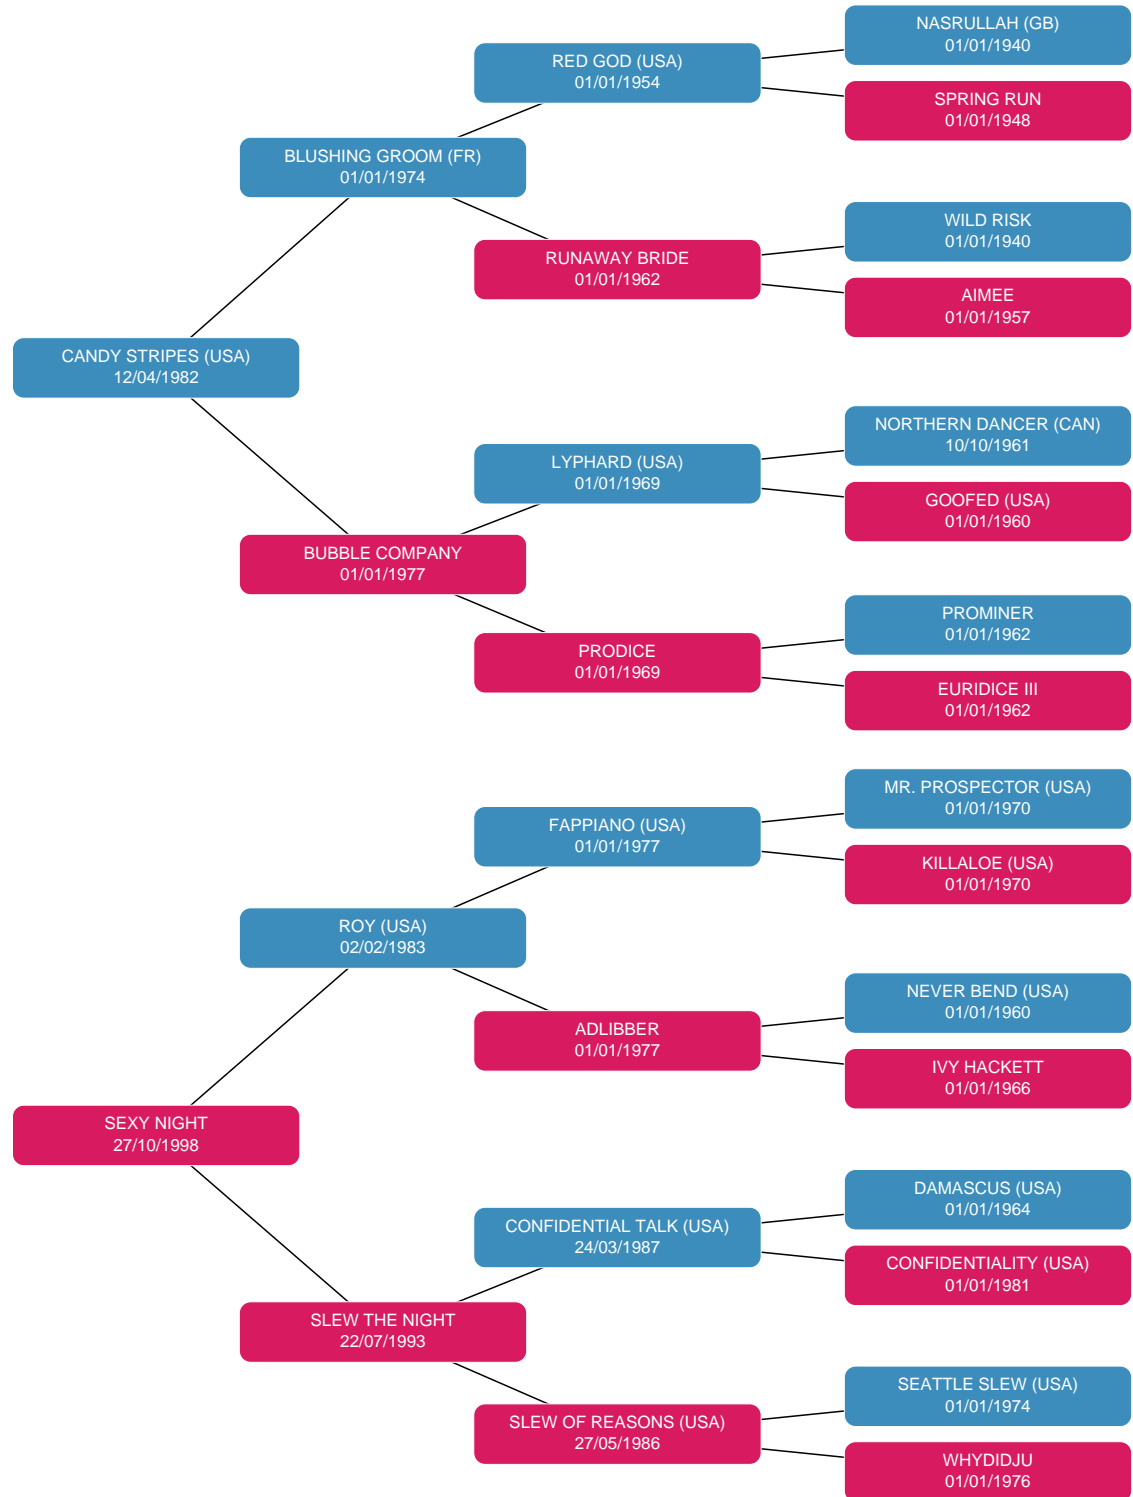 NASRULLAH (GB)
01/01/1940
RED GOD (USA)
01/01/1954
SPRING RUN
01/01/1948
BLUSHING GROOM (FR)
01/01/1974
WILD RISK
01/01/1940
RUNAWAY BRIDE
01/01/1962
AIMEE
01/01/1957
CANDY STRIPES (USA)
12/04/1982
NORTHERN DANCER (CAN)
10/10/1961
LYPHARD (USA)
01/01/1969
GOOFED (USA)
01/01/1960
BUBBLE COMPANY
01/01/1977
PROMINER
01/01/1962
PRODICE
01/01/1969
EURIDICE III
01/01/1962
MR. PROSPECTOR (USA)
01/01/1970
FAPPIANO (USA)
01/01/1977
KILLALOE (USA)
01/01/1970
ROY (USA)
02/02/1983
NEVER BEND (USA)
01/01/1960
ADLIBBER
01/01/1977
IVY HACKETT
01/01/1966
SEXY NIGHT
27/10/1998
DAMASCUS (USA)
01/01/1964
CONFIDENTIAL TALK (USA)
24/03/1987
CONFIDENTIALITY (USA)
01/01/1981
SLEW THE NIGHT
22/07/1993
SEATTLE SLEW (USA)
01/01/1974
SLEW OF REASONS (USA)
27/05/1986
WHYDIDJU
01/01/1976